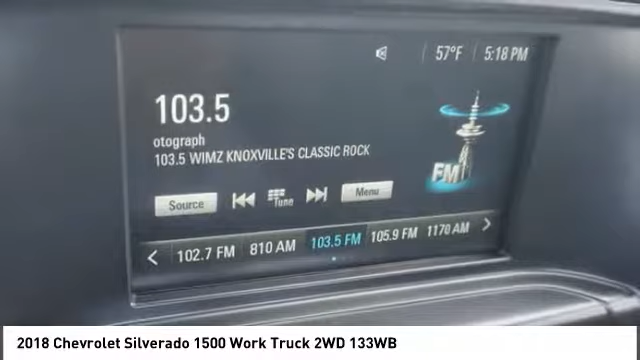 57°F 5:18 PM
103.5
otograph
103.5 WIMZ KNOXVILLE'S CLASSIC ROCK
FM
Source Tune Menu
102.7 FM 810 AM 103.5 FM 105.9 FM 1170 AM
2018 Chevrolet Silverado 1500 Work Truck 2WD 133WB